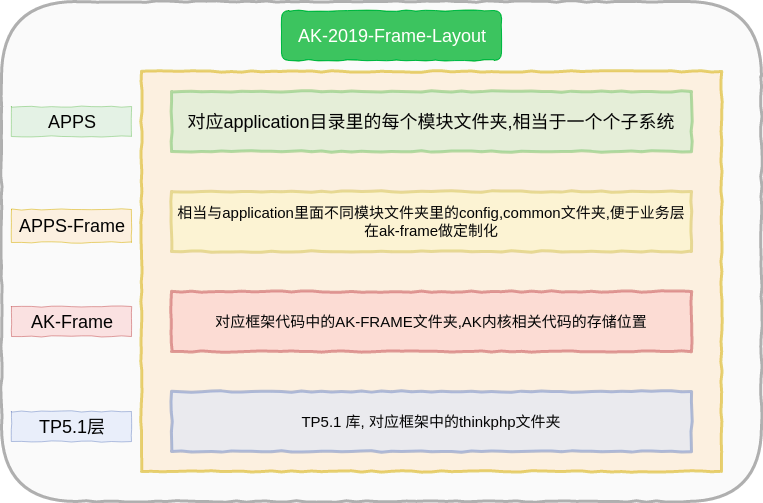 AK-2019-Frame-Layout
APPS
对应application目录里的每个模块文件夹,相当于一个个子系统
APPS-Frame
相当与application里面不同模块文件夹里的config,common文件夹,便于业务层
在ak-frame做定制化
AK-Frame
对应框架代码中的AK-FRAME文件夹,AK内核相关代码的存储位置
TP5.1层
TP5.1 库, 对应框架中的thinkphp文件夹